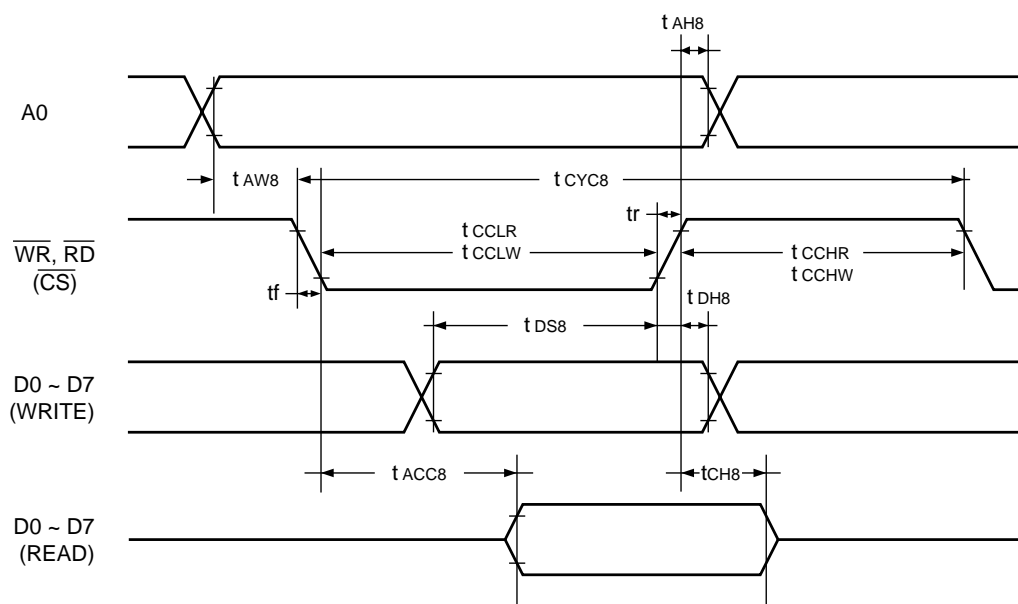 t AH8
A0
t AW8
t CYC8
WR, RD
(CS)
tf
t CCLR
t CCLW
tr
t CCHR
t CCHW
t DS8
t DH8
D0 ~ D7
(WRITE)
t ACC8
tCH8
D0 ~ D7
(READ)